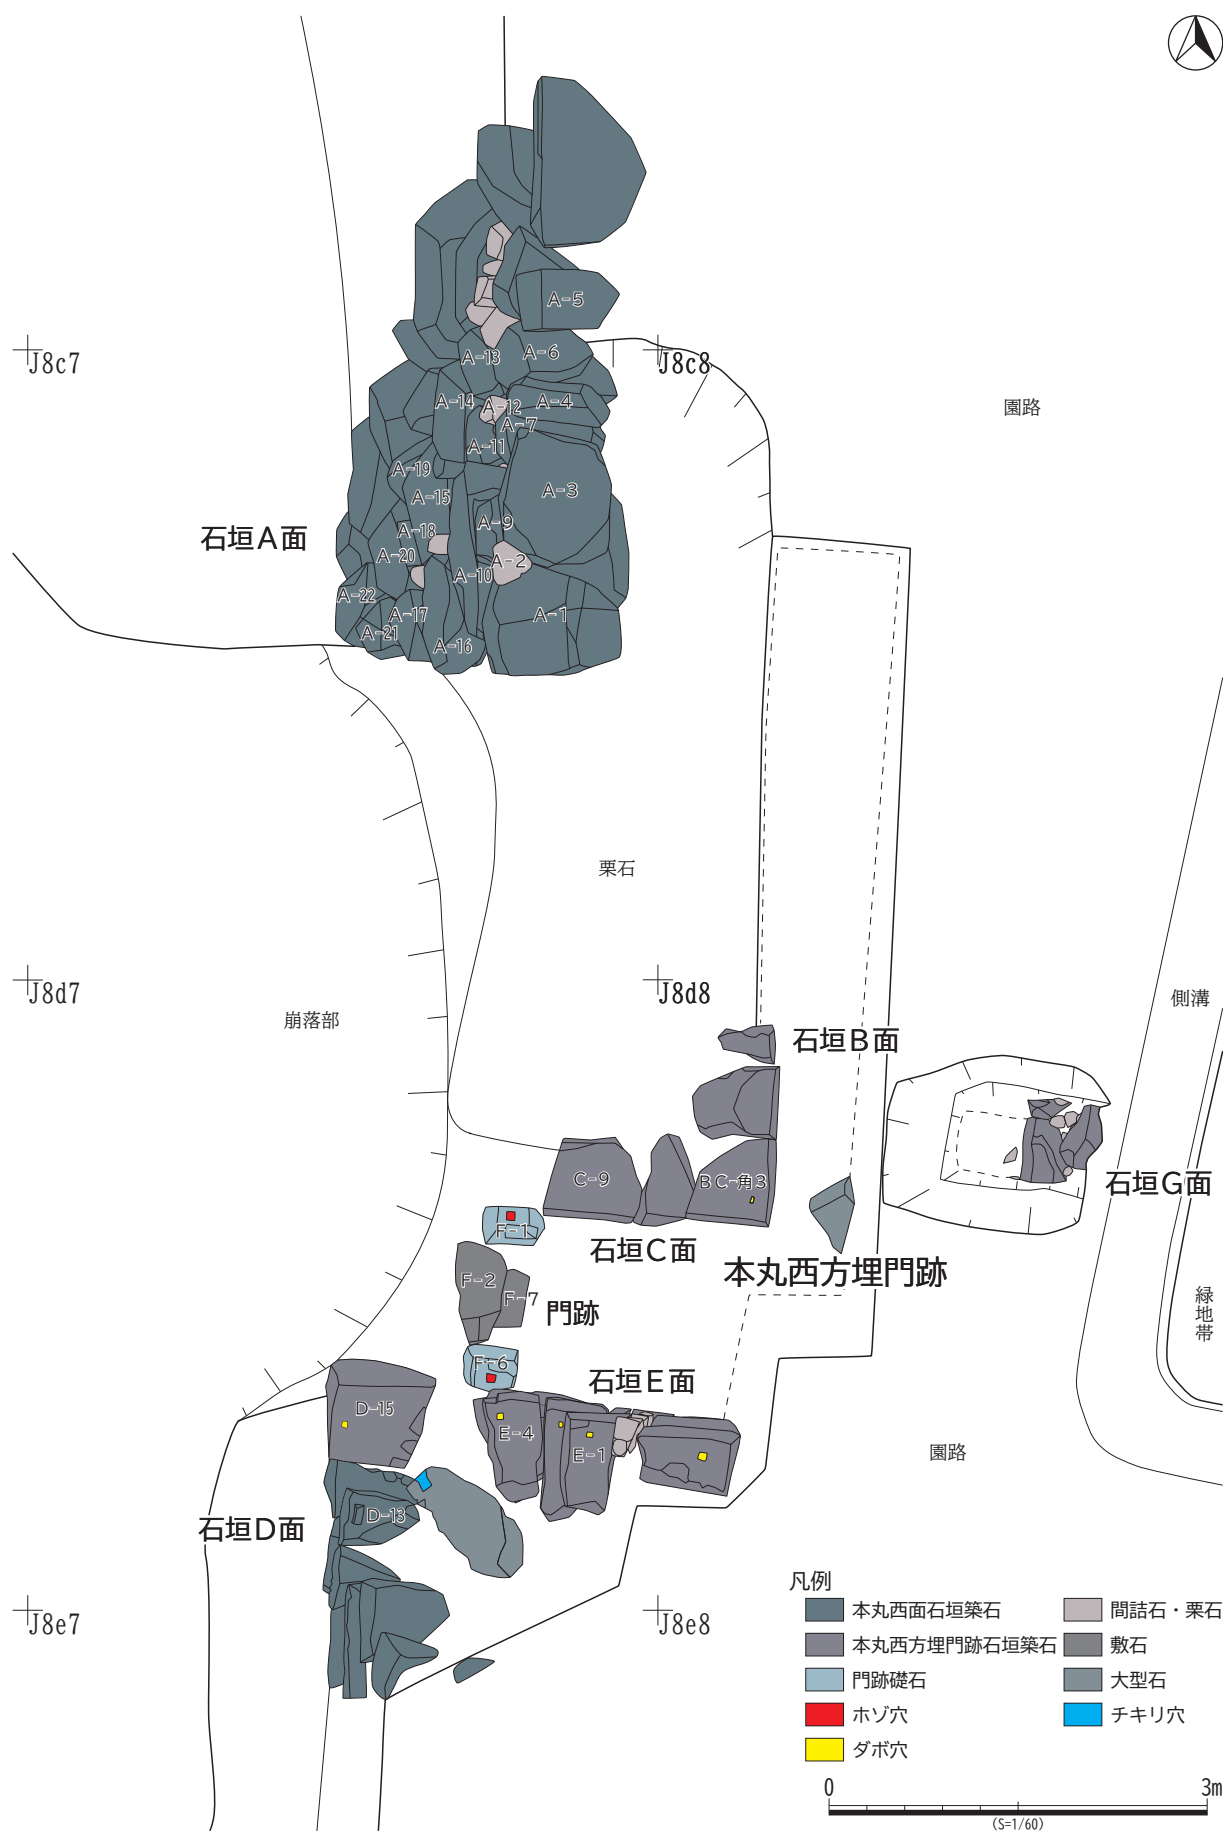 A-5
J8c7
A-13
A-6
J8c8
A-14
A-12
A-4
園路
A-7
A-11
A-19
A-3
A-15
A-9
A-18
石垣A面
A-20
A-2
A-10
A-22
A-17
A-1
A-21
A-16
栗石
J8d7
J8d8
側溝
崩落部
石垣B面
C-9
BC-角3
石垣G面
F-1
石垣C面
本丸西方埋門跡
F-2
F-7
門跡
緑地帯
F-6
石垣E面
D-15
E-4
E-1
園路
D-13
石垣D面
J8e7
J8e8
凡例
本丸西面石垣築石
間詰石・栗石
本丸西方埋門跡石垣築石
敷石
門跡礎石
大型石
ホゾ穴
チキリ穴
ダボ穴
0 3m
(S=1/60)